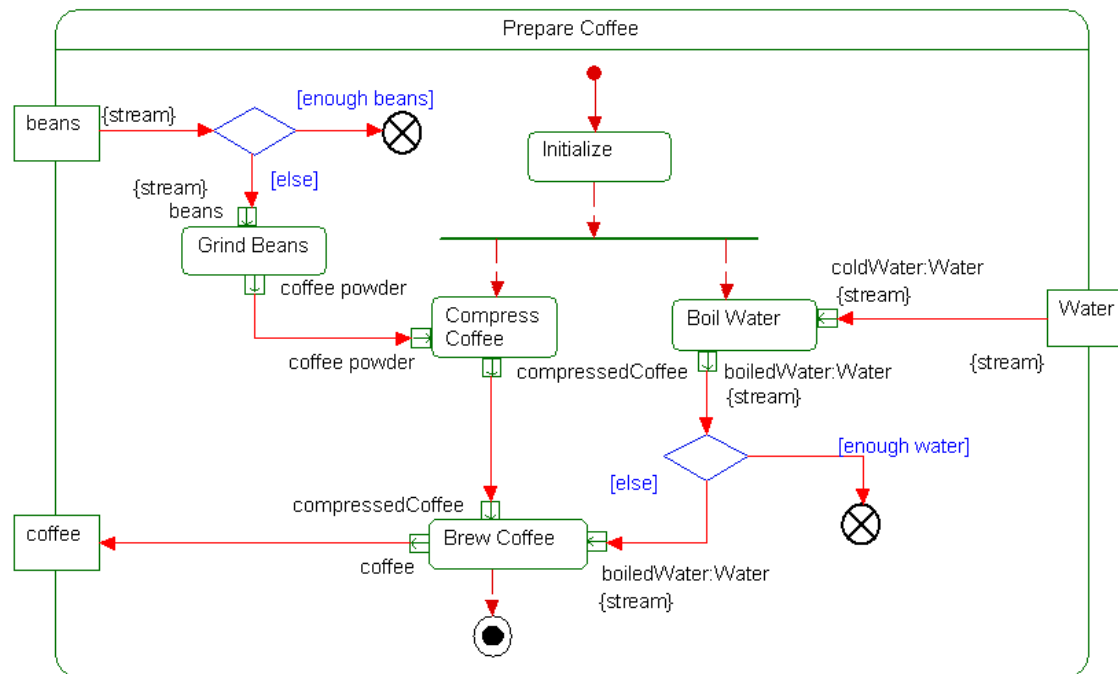 Prepare Coffee
beans
{stream}
[enough beans]
Initialize
[else]
{stream}
beans
Grind Beans
coffee powder
coldWater:Water
{stream}
Water
Compress
Coffee
Boil Water
coffee powder
{stream}
compressedCoffee
boiledWater:Water
{stream}
[enough water]
[else]
compressedCoffee
coffee
Brew Coffee
coffee
boiledWater:Water
{stream}